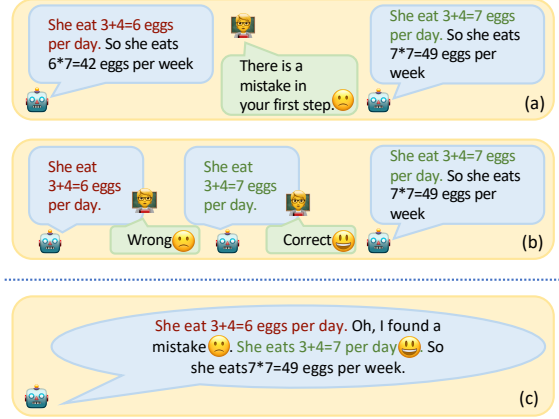 She eat 3+4=6 eggs
per day. So she eats
6*7=42 eggs per week
There is a
mistake in
your first step.
She eat 3+4=7 eggs
per day. So she eats
7*7=49 eggs per
week
(a)
She eat
3+4=6 eggs
per day.
Wrong
She eat
3+4=7 eggs
per day.
Correct
She eat 3+4=7 eggs
per day. So she eats
7*7=49 eggs per
week
(b)
She eat 3+4=6 eggs per day. Oh, I found a
mistake. She eats 3+4=7 per day. So
she eats7*7=49 eggs per week.
(c)